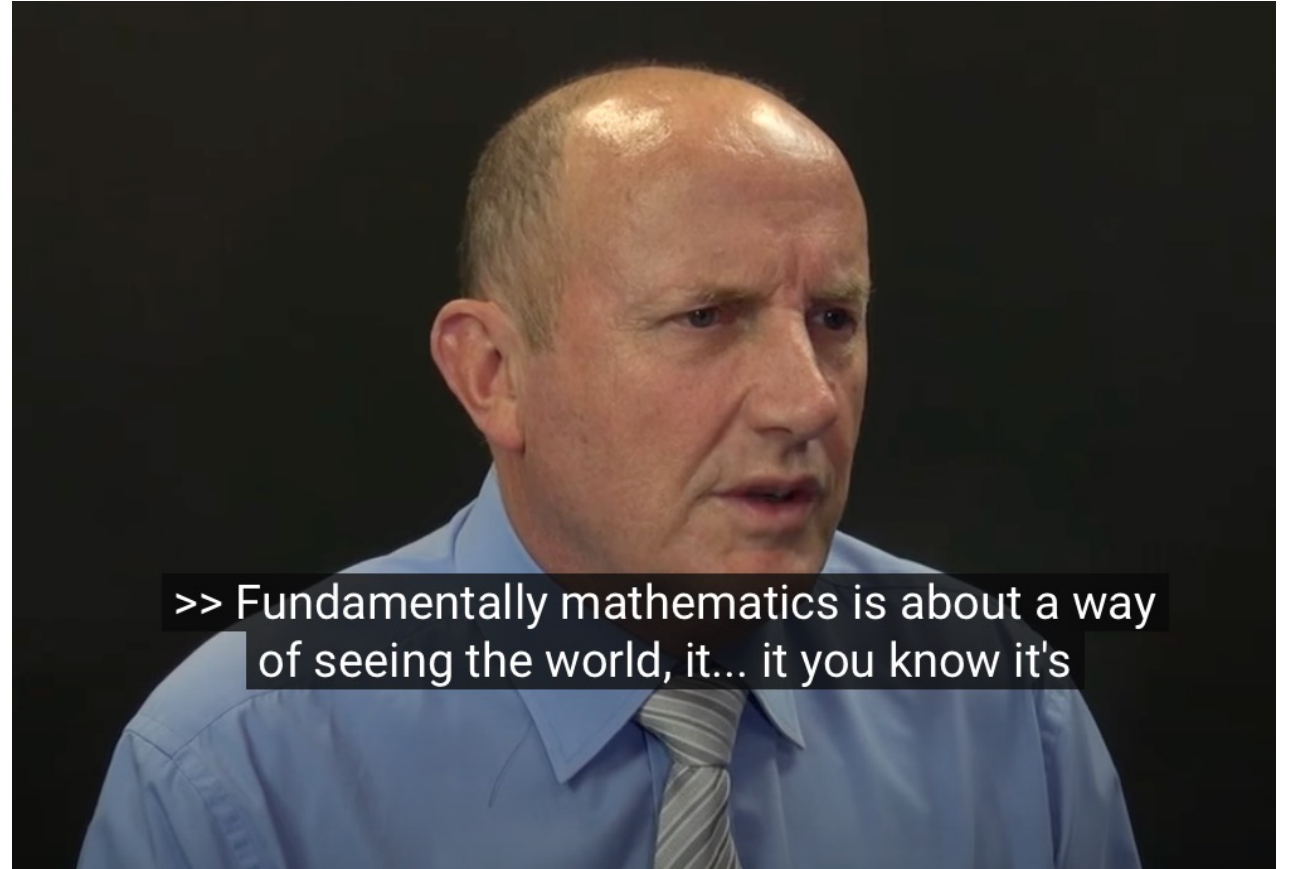 >> Fundamentally mathematics is about a way
of seeing the world, it... it you know it's